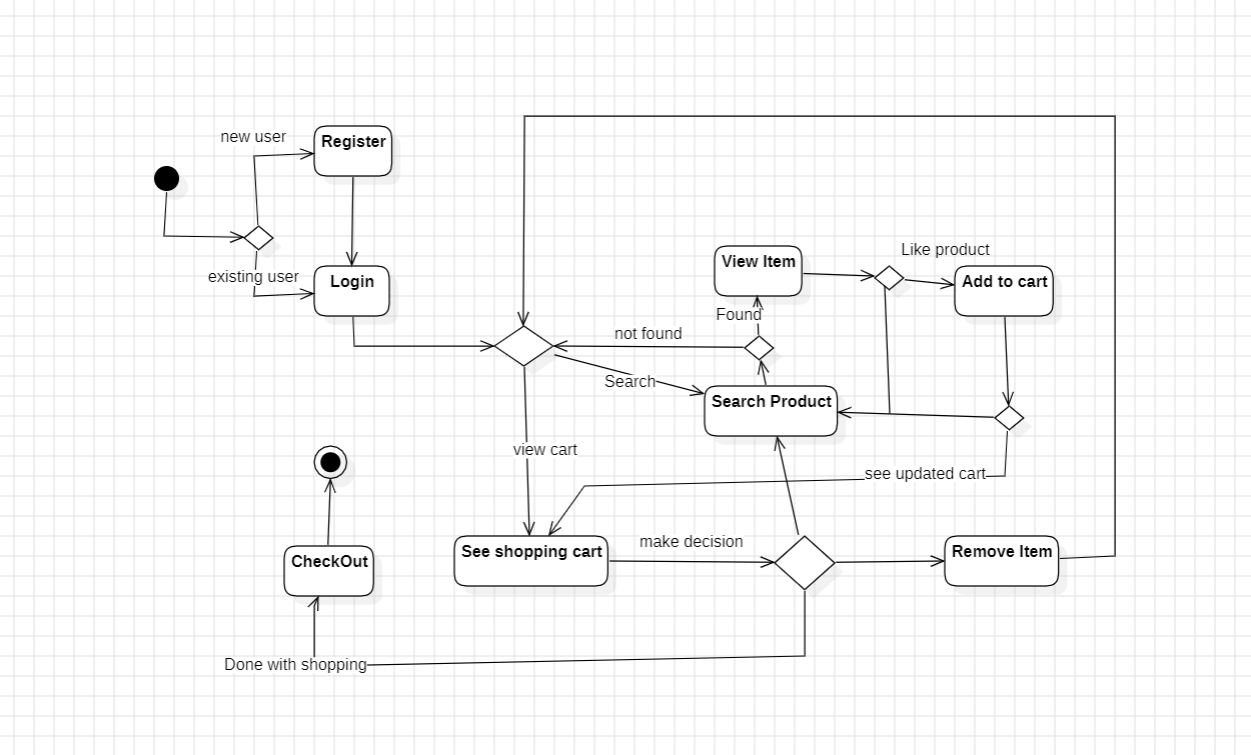 new user
Register
existing user
Login
Like product
View Item
Add to cart
Found
not found
Search
Search Product
view cart
see updated cart
make decision
See shopping cart
Remove Item
CheckOut
Done with shopping